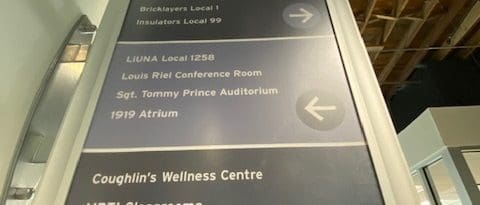 Bricklayers Local 1
Insulators Local 99
LiUNA Local 1258
Louis Riel Conference Room
Sgt. Tommy Prince Auditorium
1919 Atrium
Coughlin's Wellness Centre
Classrooms